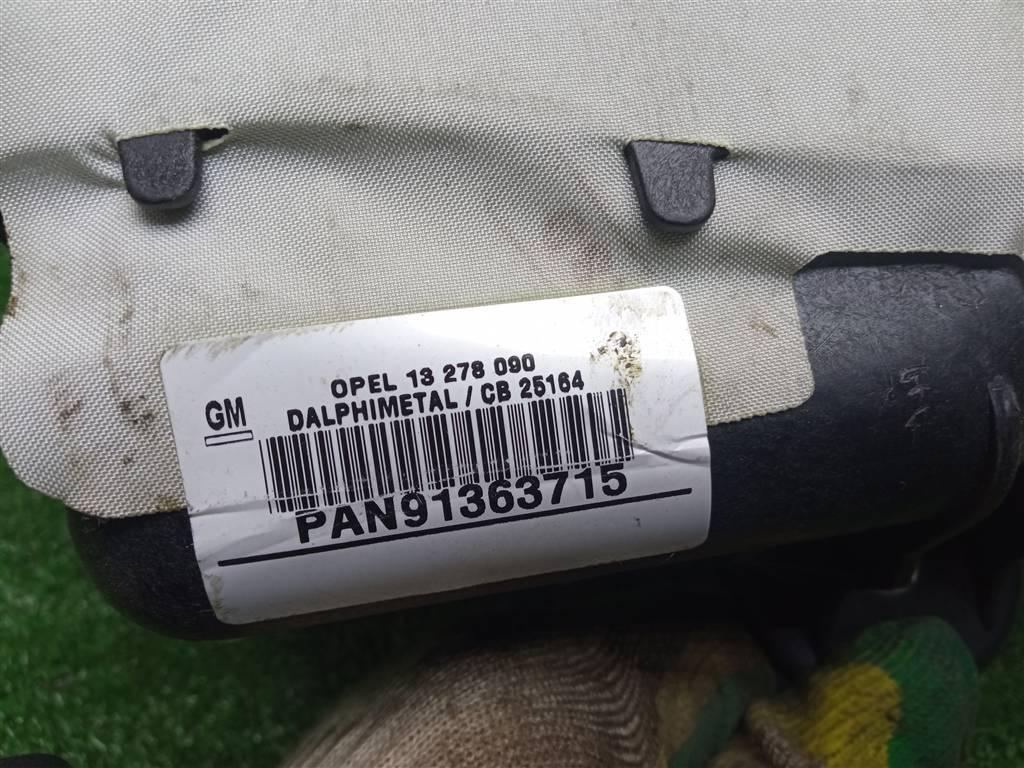 OPEL 13 278 090
GM DALPHIMETAL / CB 25164
PAN91363715